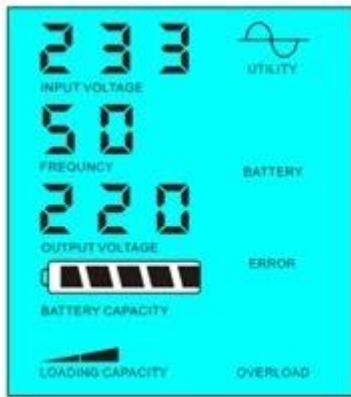 233
INPUT VOLTAGE
UTILITY
50
FREQUNCY
BATTERY
220
OUTPUT VOLTAGE
ERROR
BATTERY CAPACITY
LOADING CAPACITY
OVERLOAD